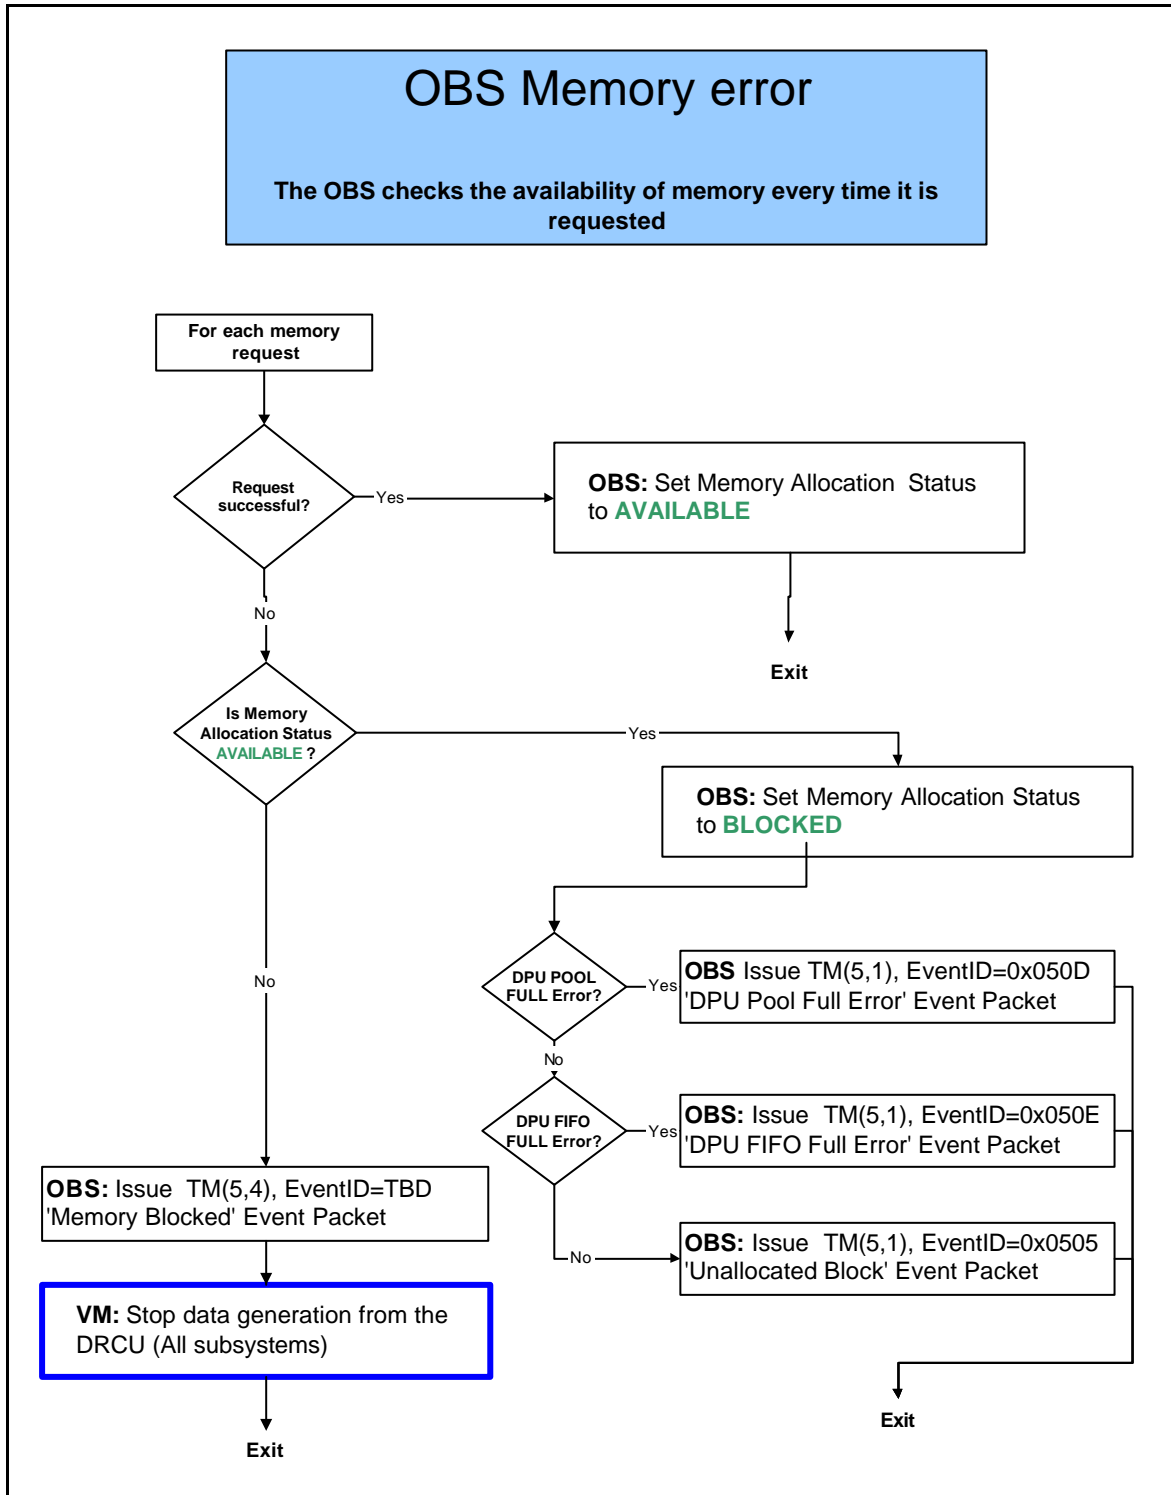 OBS Memory error
The OBS checks the availability of memory every time it is
requested
For each memory
request
Request
successful?
Yes
OBS: Set Memory Allocation Status
to AVAILABLE
No
Exit
Is Memory
Allocation Status
AVAILABLE ?
Yes
OBS: Set Memory Allocation Status
to BLOCKED
No
DPU POOL
FULL Error?
Yes
OBS Issue TM(5,1), EventID=0x050D
'DPU Pool Full Error' Event Packet
No
DPU FIFO
FULL Error?
Yes
OBS: Issue TM(5,1), EventID=0x050E
'DPU FIFO Full Error' Event Packet
No
OBS: Issue TM(5,1), EventID=0x0505
'Unallocated Block' Event Packet
OBS: Issue TM(5,4), EventID=TBD
'Memory Blocked' Event Packet
VM: Stop data generation from the
DRCU (All subsystems)
Exit
Exit